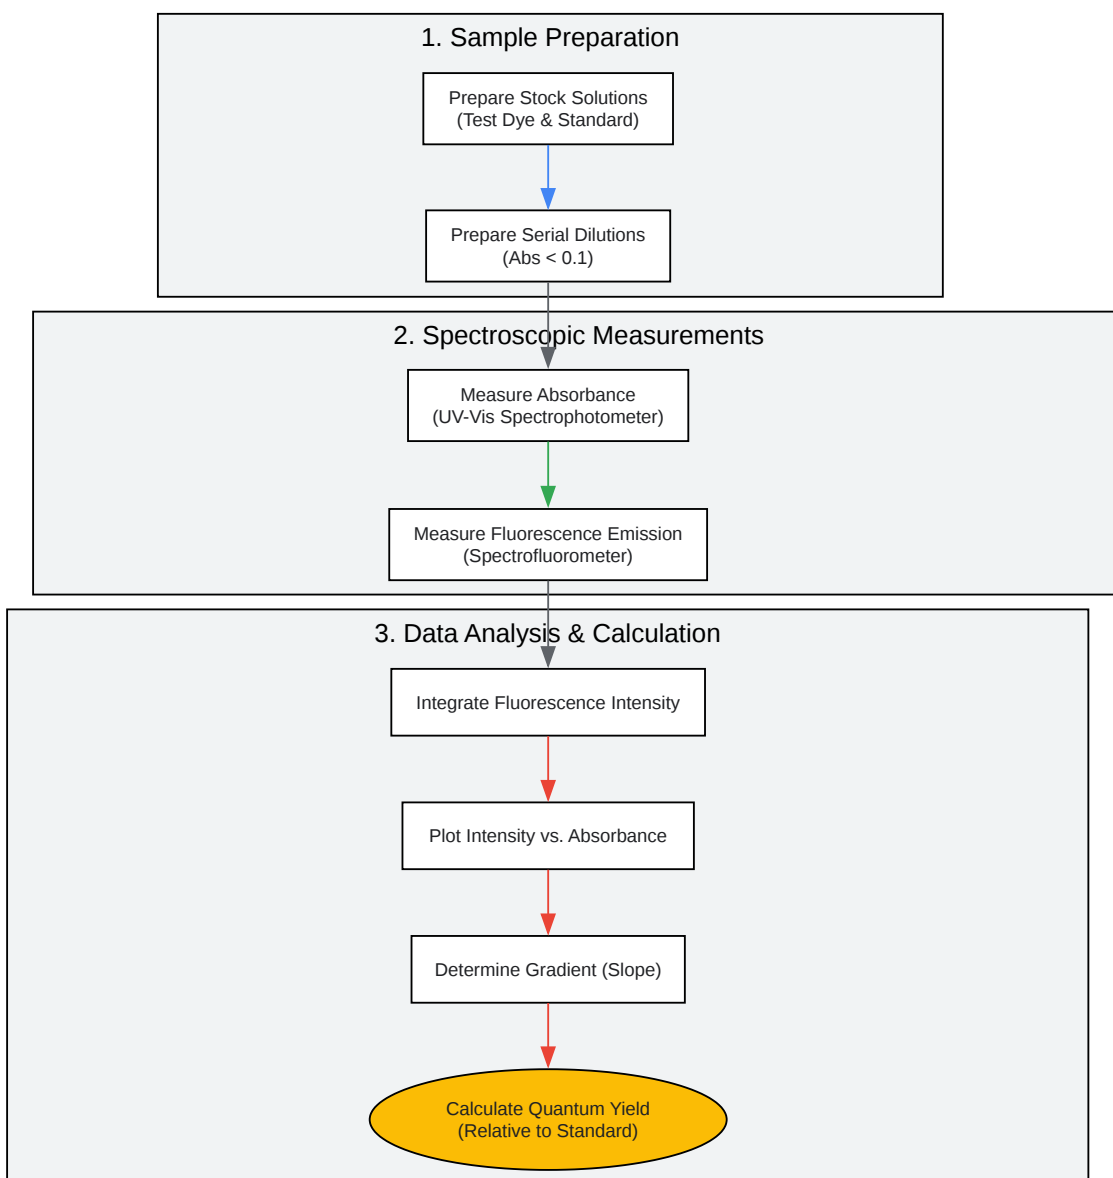 1. Sample Preparation
Prepare Stock Solutions
(Test Dye & Standard)
Prepare Serial Dilutions
(Abs < 0.1)
2. Spectroscopic Measurements
Measure Absorbance
(UV-Vis Spectrophotometer)
Measure Fluorescence Emission
(Spectrofluorometer)
3. Data Analysis & Calculation
Integrate Fluorescence Intensity
Plot Intensity vs. Absorbance
Determine Gradient (Slope)
Calculate Quantum Yield
(Relative to Standard)